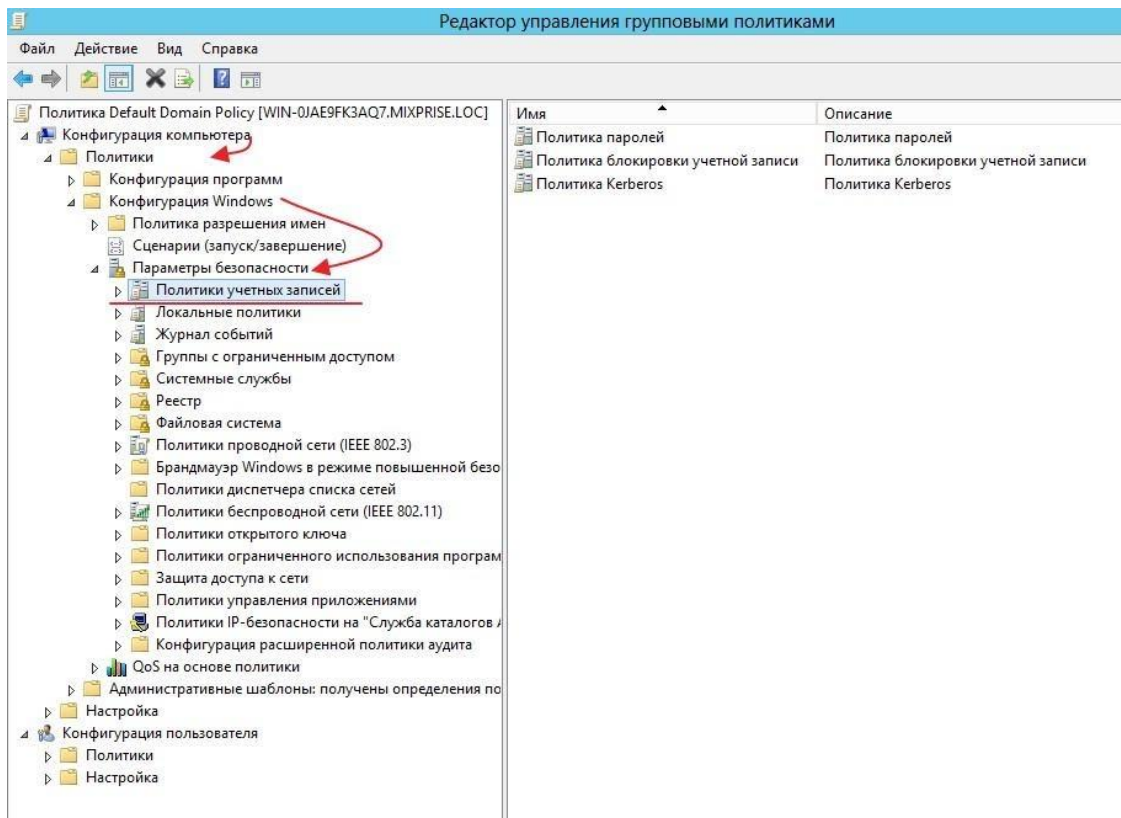 Редактор управления групповыми политиками
Файл Действие Вид Справка
Политика Default Domain Policy [WIN-0JAE9FK3AQ7.MIXPRISE.LOC]
Конфигурация компьютера
Политики
Конфигурация программ
Конфигурация Windows
Политика разрешения имен
Сценарии (запуск/завершение)
Параметры безопасности
Политики учетных записей
Локальные политики
Журнал событий
Группы с ограниченным доступом
Системные службы
Реестр
Файловая система
Политики проводной сети (IEEE 802.3)
Брандмауэр Windows в режиме повышенной безо
Политики диспетчера списка сетей
Политики беспроводной сети (IEEE 802.11)
Политики открытого ключа
Политики ограниченного использования програм
Защита доступа к сети
Политики управления приложениями
Политики IP-безопасности на "Служба каталогов A
Конфигурация расширенной политики аудита
QoS на основе политики
Административные шаблоны: получены определения по
Настройка
Конфигурация пользователя
Политики
Настройка
Имя Описание
Политика паролей Политика паролей
Политика блокировки учетной записи Политика блокировки учетной записи
Политика Kerberos Политика Kerberos